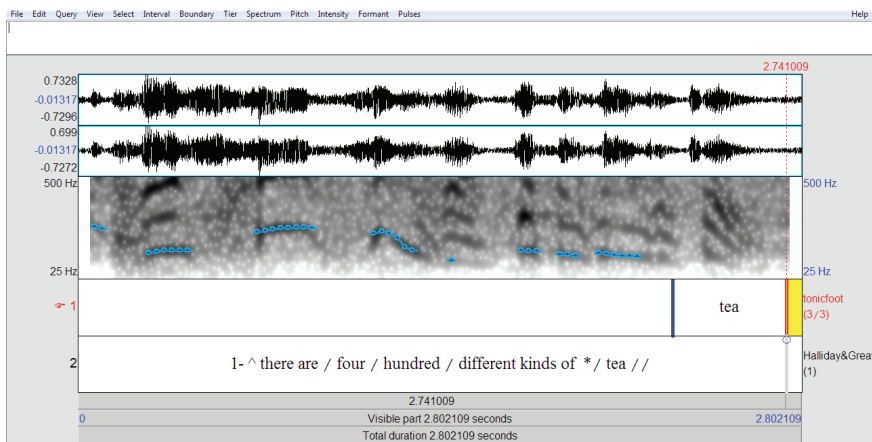 File Edit Query View Select Interval Boundary Tier Spectrum Pitch Intensity Formant Pulses Help
2.741009
0.7328
-0.01317
-0.7296
0.699
-0.01317
-0.7272
500 Hz 500 Hz
25 Hz 25 Hz
1 tea tonicfoot
(3/3)
2 1- ^ there are / four / hundred / different kinds of */ tea // Halliday&Grea
(1)
2.741009
0 Visible part 2.802109 seconds 2.802109
Total duration 2.802109 seconds